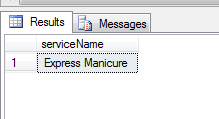 Results Messages
serviceName
1 Express Manicure